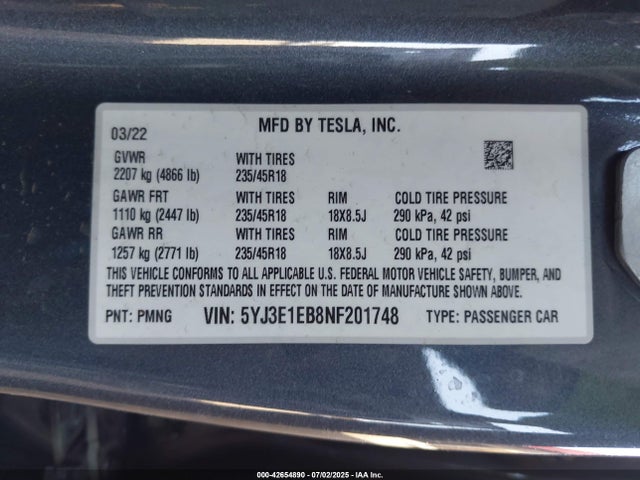 MFD BY TESLA, INC.
03/22
GVWR WITH TIRES
2207 kg (4866 lb) 235/45R18
GAWR FRT WITH TIRES RIM COLD TIRE PRESSURE
1110 kg (2447 lb) 235/45R18 18X8.5J 290 kPa, 42 psi
GAWR RR WITH TIRES RIM COLD TIRE PRESSURE
1257 kg (2771 lb) 235/45R18 18X8.5J 290 kPa, 42 psi
THIS VEHICLE CONFORMS TO ALL APPLICABLE U.S. FEDERAL MOTOR VEHICLE SAFETY, BUMPER, AND
THEFT PREVENTION STANDARDS IN EFFECT ON THE DATE OF MANUFACTURE SHOWN ABOVE.
PNT: PMNG VIN: 5YJ3E1EB8NF201748 TYPE: PASSENGER CAR
000-42654890 - 07/02/2025 - IAA Inc.